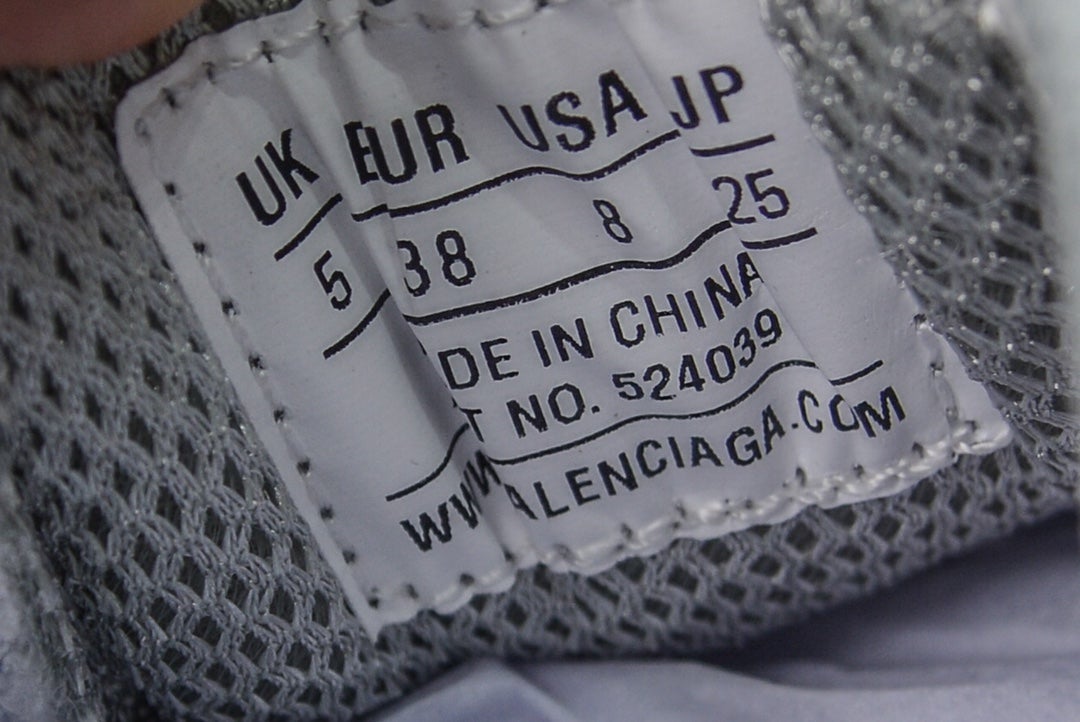 UK EUR USA JP
5 38 8 25
DE IN CHINA
T NO. 524039
WWW ALENCIAGA.COM